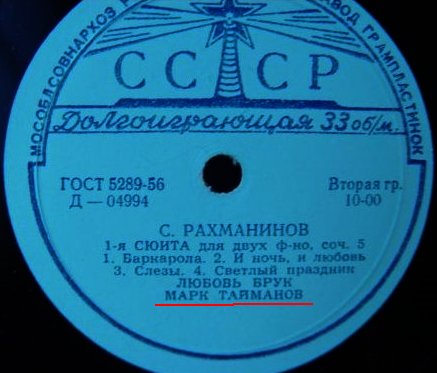 МОСОБЛСОВНАРХОЗ
ЗАВОД ГРАМПЛАСТИНОК
СССР
Долгоиграющая 33 об/м.
ГОСТ 5289-56
Д — 04994
Вторая гр.
10-00
С. РАХМАНИНОВ
1-я СЮИТА для двух ф-но, соч. 5
1. Баркарола. 2. И ночь, и любовь
3. Слезы. 4. Светлый праздник
ЛЮБОВЬ БРУК
МАРК ТАЙМАНОВ